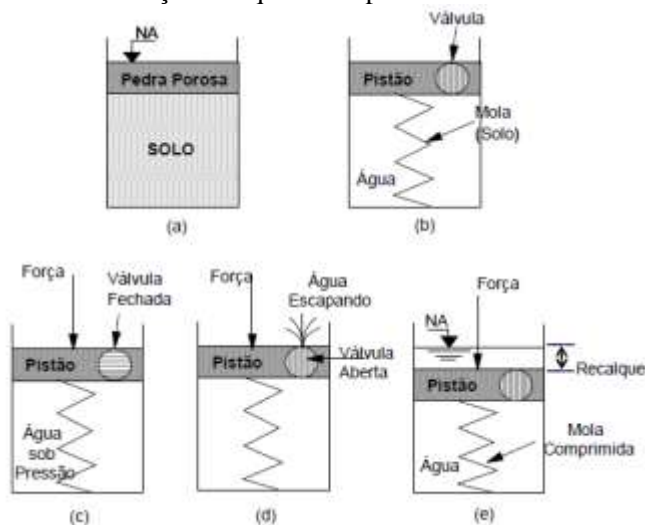 NA
Pedra Porosa
SOLO
(a)
Válvula
Pistão
Mola
(Solo)
Água
(b)
Força
Válvula
Fechada
Pistão
Água
sob
Pressão
(c)
Força
Água
Escapando
Pistão
Válvula
Aberta
(d)
Força
NA
Recalque
Pistão
Água
Mola
Comprimida
(e)